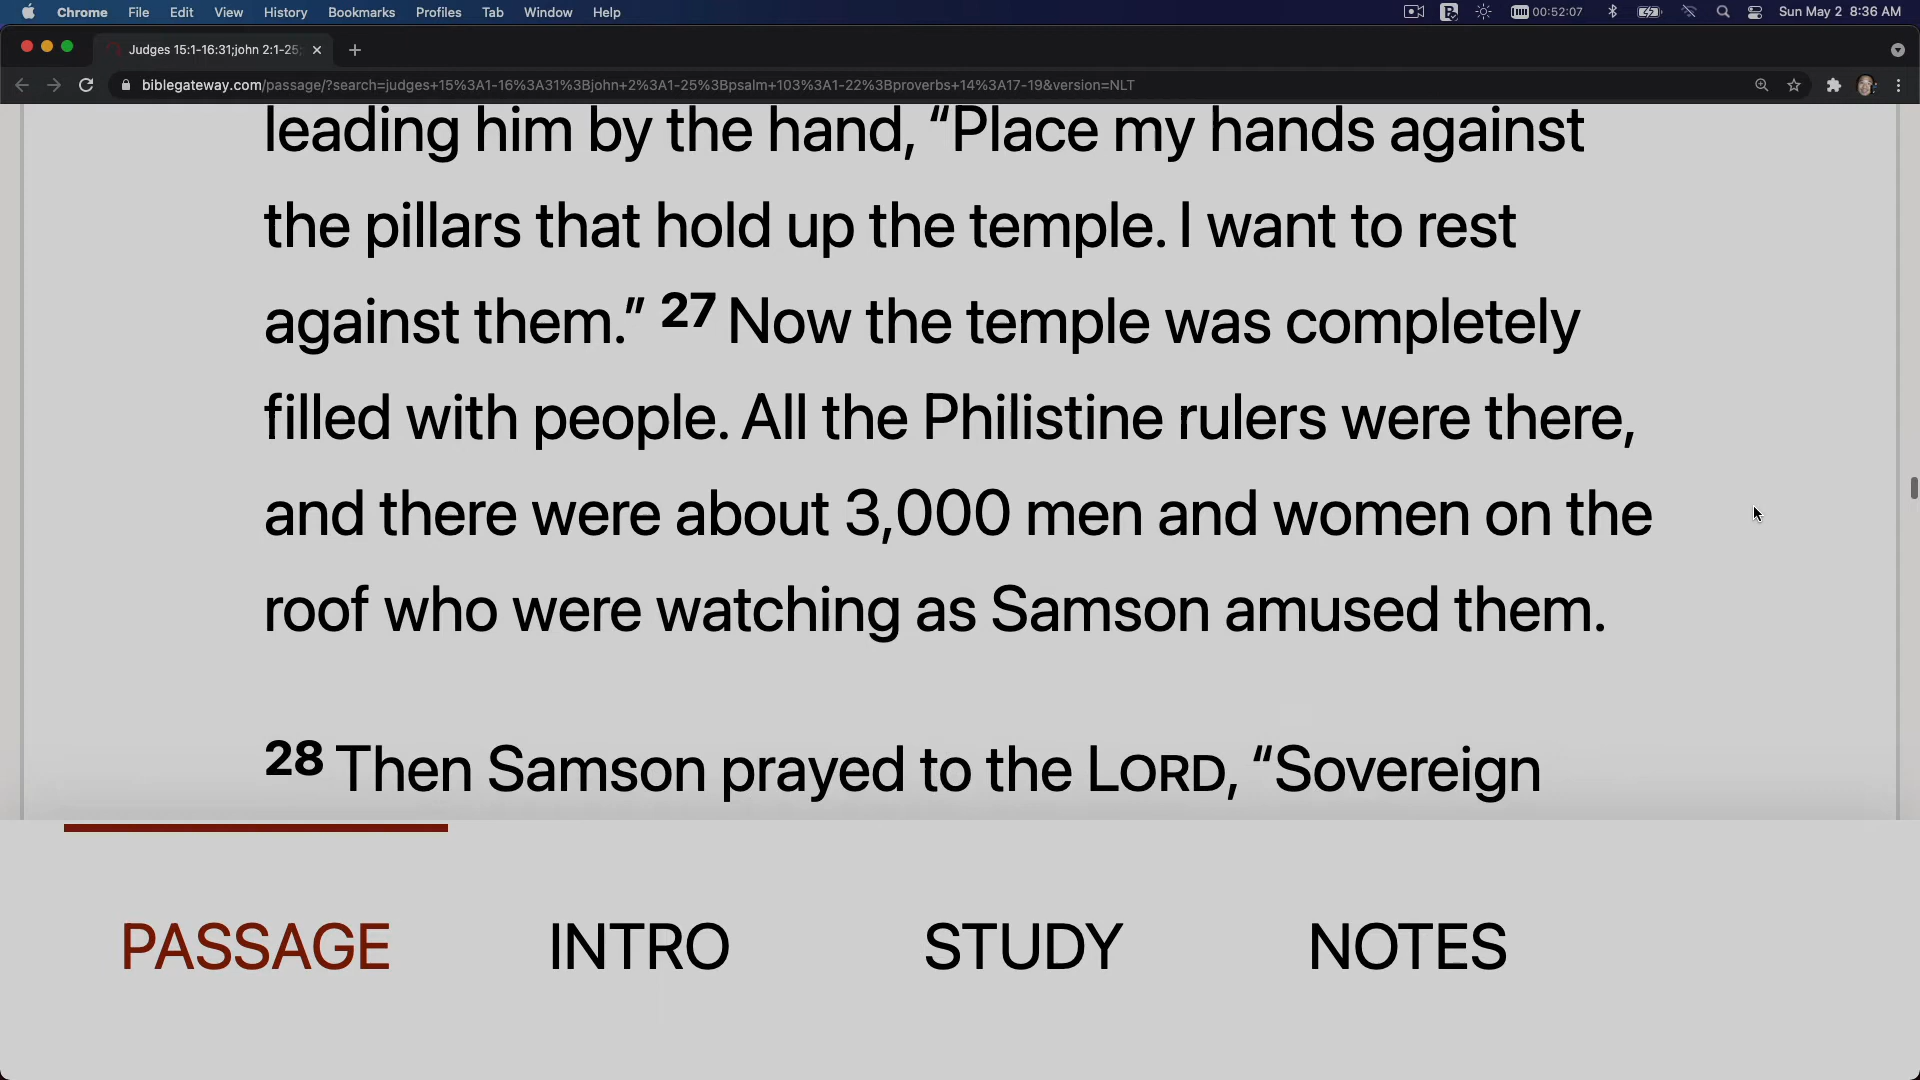 Chrome File Edit View History Bookmarks Profiles Tab Window Help 00:52:07 Sun May 2 8:36 AM
Judges 15:1-16:31;john 2:1-25;
biblegateway.com/passage/?search=judges+15%3A1-16%3A31%3Bjohn+2%3A1-25%3Bpsalm+103%3A1-22%3Bproverbs+14%3A17-19&version=NLT
leading him by the hand, “Place my hands against
the pillars that hold up the temple. I want to rest
against them.” 27 Now the temple was completely
filled with people. All the Philistine rulers were there,
and there were about 3,000 men and women on the
roof who were watching as Samson amused them.
28 Then Samson prayed to the LORD, “Sovereign
PASSAGE INTRO STUDY NOTES